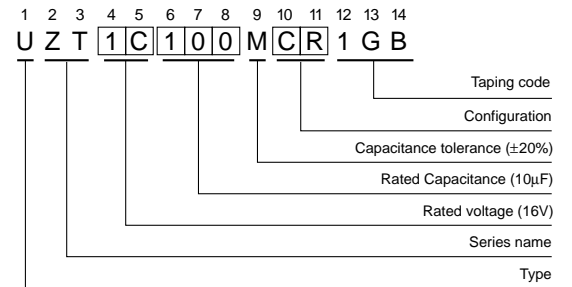 1 2 3 4 5 6 7 8 9 10 11 12 13 14
U Z T 1 C 1 0 0 M C R 1 G B
Taping code
Configuration
Capacitance tolerance (±20%)
Rated Capacitance (10µF)
Rated voltage (16V)
Series name
Type